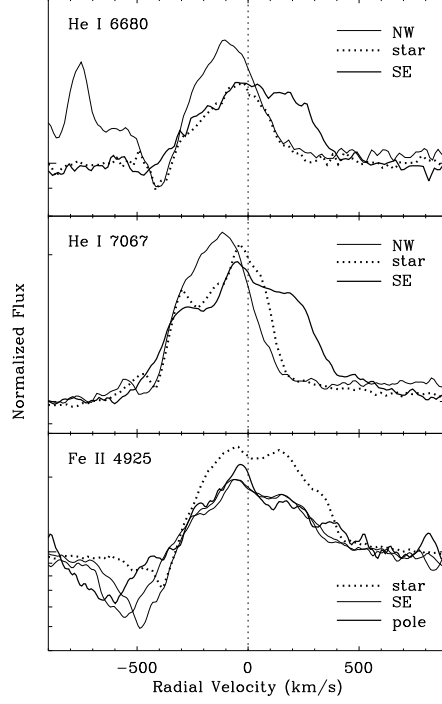 He I 6680
NW
star
SE
He I 7067
NW
star
SE
Normalized Flux
Fe II 4925
star
SE
pole
−500 0 500
Radial Velocity (km/s)